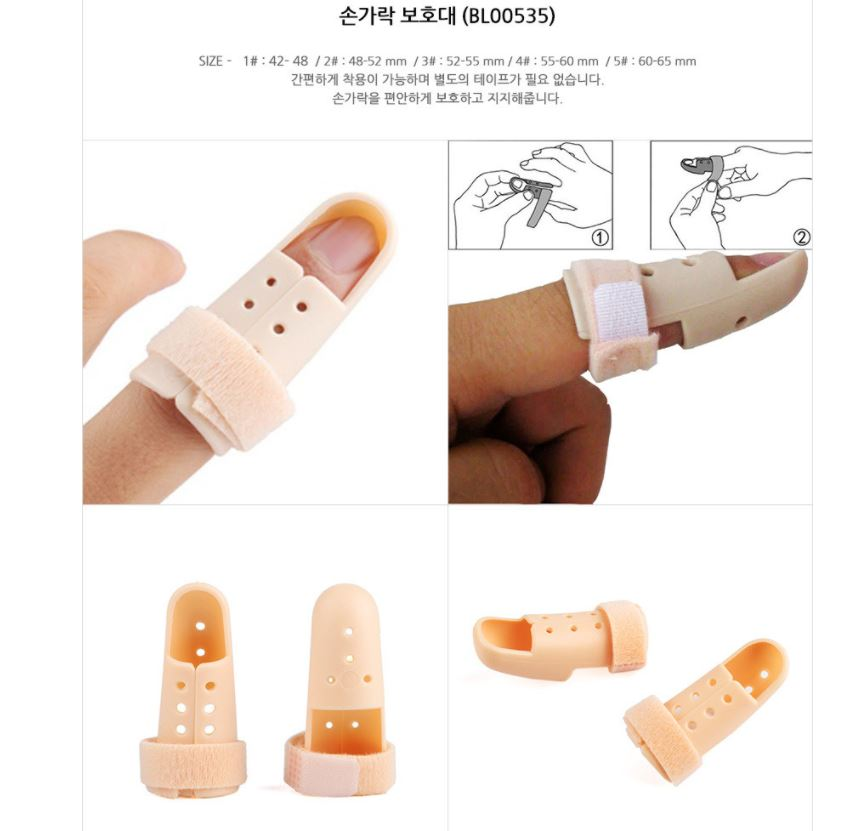 손가락 보호대 (BL00535)
SIZE - 1# : 42- 48 / 2# : 48-52 mm / 3# : 52-55 mm / 4# : 55-60 mm / 5# : 60-65 mm
간편하게 착용이 가능하며 별도의 테이프가 필요 없습니다.
손가락을 편안하게 보호하고 지지해줍니다.
① ②